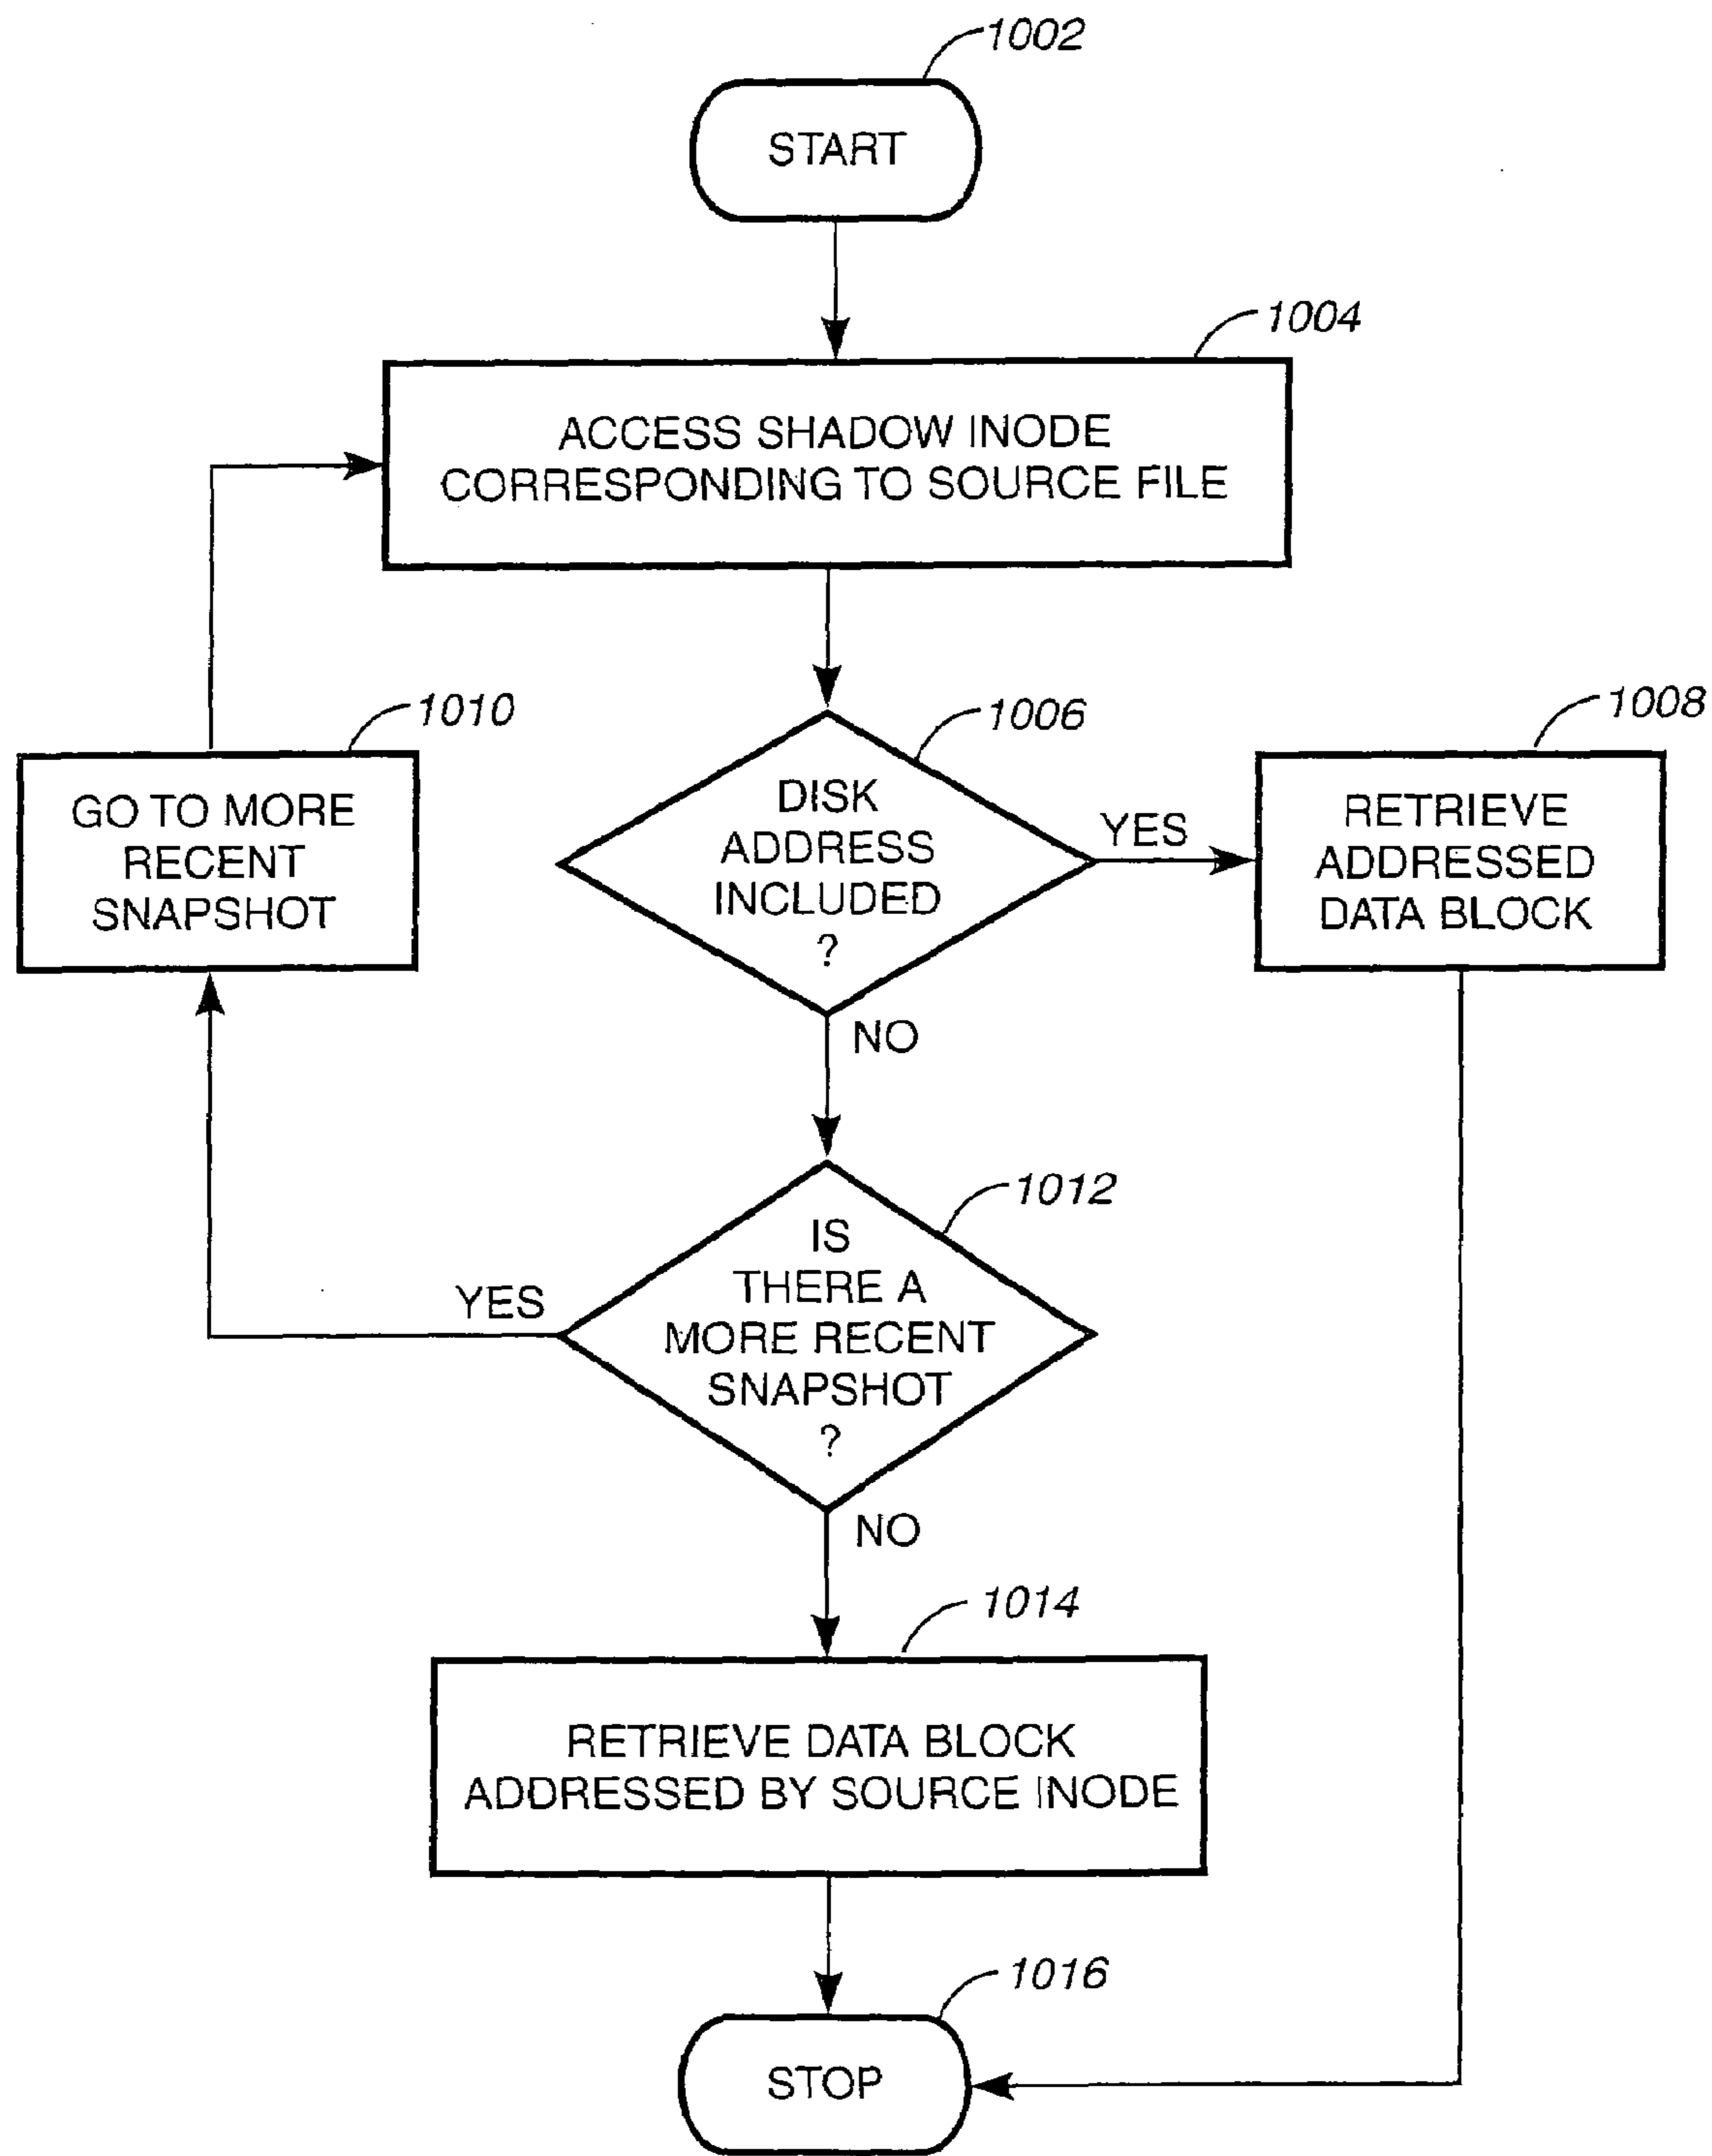 1002
START
1004
ACCESS SHADOW INODE
CORRESPONDING TO SOURCE FILE
1010
GO TO MORE
RECENT
SNAPSHOT
1006
DISK
ADDRESS
INCLUDED
?
YES
1008
RETRIEVE
ADDRESSED
DATA BLOCK
NO
1012
IS
THERE A
MORE RECENT
SNAPSHOT
?
YES
NO
1014
RETRIEVE DATA BLOCK
ADDRESSED BY SOURCE INODE
1016
STOP